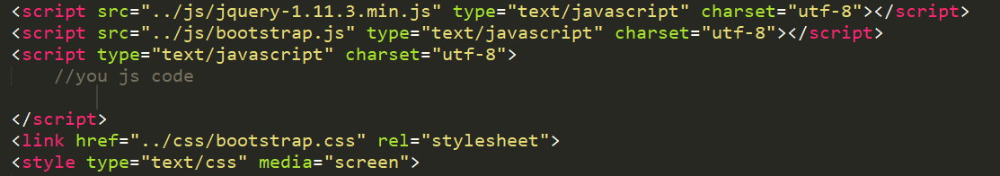 <script src="../js/jquery-1.11.3.min.js" type="text/javascript" charset="utf-8"></script>
<script src="../js/bootstrap.js" type="text/javascript" charset="utf-8"></script>
<script type="text/javascript" charset="utf-8">
//you js code
</script>
<link href="../css/bootstrap.css" rel="stylesheet">
<style type="text/css" media="screen">